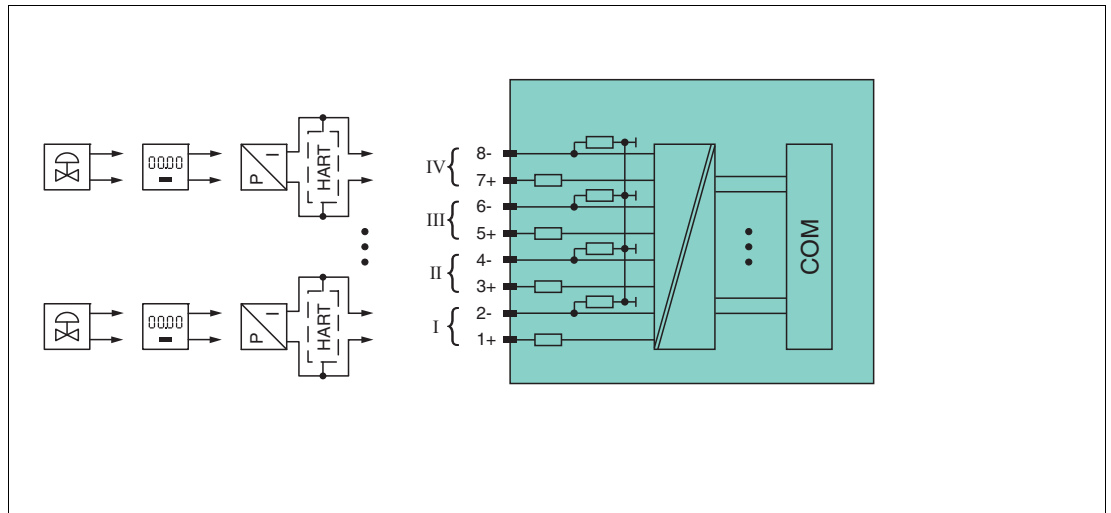 00.00
P I
HART
IV
8-
7+
III
6-
5+
II
4-
3+
I
2-
1+
COM
00.00
P I
HART